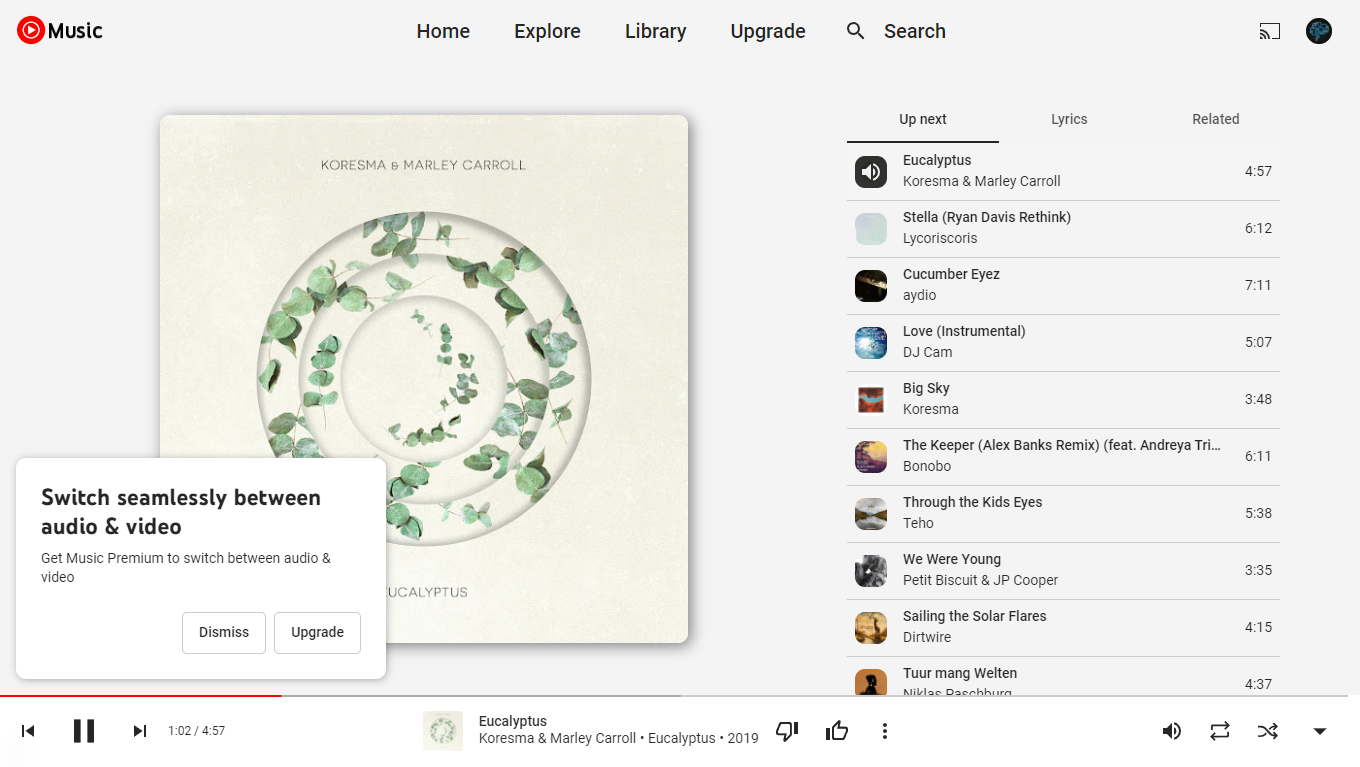 Music
Home
Explore
Library
Upgrade
Search
KORESMA & MARLEY CARROLL
EUCALYPTUS
Up next
Lyrics
Related
Eucalyptus
Koresma & Marley Carroll
4:57
Stella (Ryan Davis Rethink)
Lycoriscoris
6:12
Cucumber Eyez
aydio
7:11
Love (Instrumental)
DJ Cam
5:07
Big Sky
Koresma
3:48
The Keeper (Alex Banks Remix) (feat. Andreya Tri...
Bonobo
6:11
Through the Kids Eyes
Teho
5:38
We Were Young
Petit Biscuit & JP Cooper
3:35
Sailing the Solar Flares
Dirtwire
4:15
Tuur mang Welten
Niklas Paschburg
4:37
Switch seamlessly between
audio & video
Get Music Premium to switch between audio &
video
Dismiss
Upgrade
1:02 / 4:57
Eucalyptus
Koresma & Marley Carroll • Eucalyptus • 2019